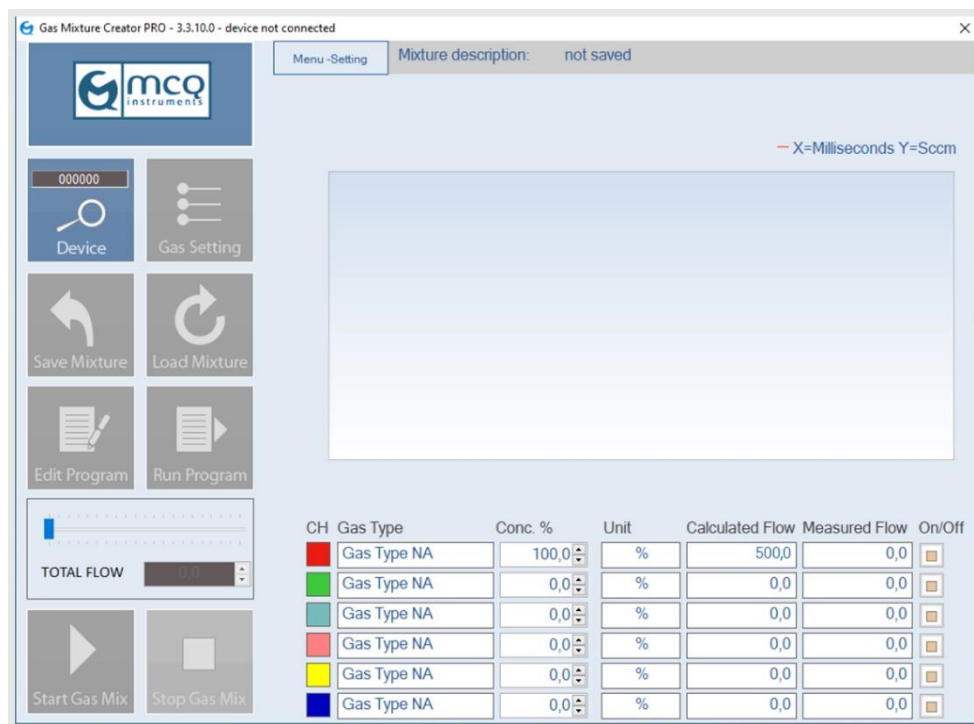 Gas Mixture Creator PRO - 3.3.10.0 - device not connected
mcq
instruments
Menu -Setting
Mixture description: not saved
X=Milliseconds Y=Sccm
000000
Device
Gas Setting
Save Mixture
Load Mixture
Edit Program
Run Program
TOTAL FLOW 0,0
Start Gas Mix
Stop Gas Mix
CH Gas Type Conc. % Unit Calculated Flow Measured Flow On/Off
Gas Type NA 100,0 % 500,0 0,0
Gas Type NA 0,0 % 0,0 0,0
Gas Type NA 0,0 % 0,0 0,0
Gas Type NA 0,0 % 0,0 0,0
Gas Type NA 0,0 % 0,0 0,0
Gas Type NA 0,0 % 0,0 0,0